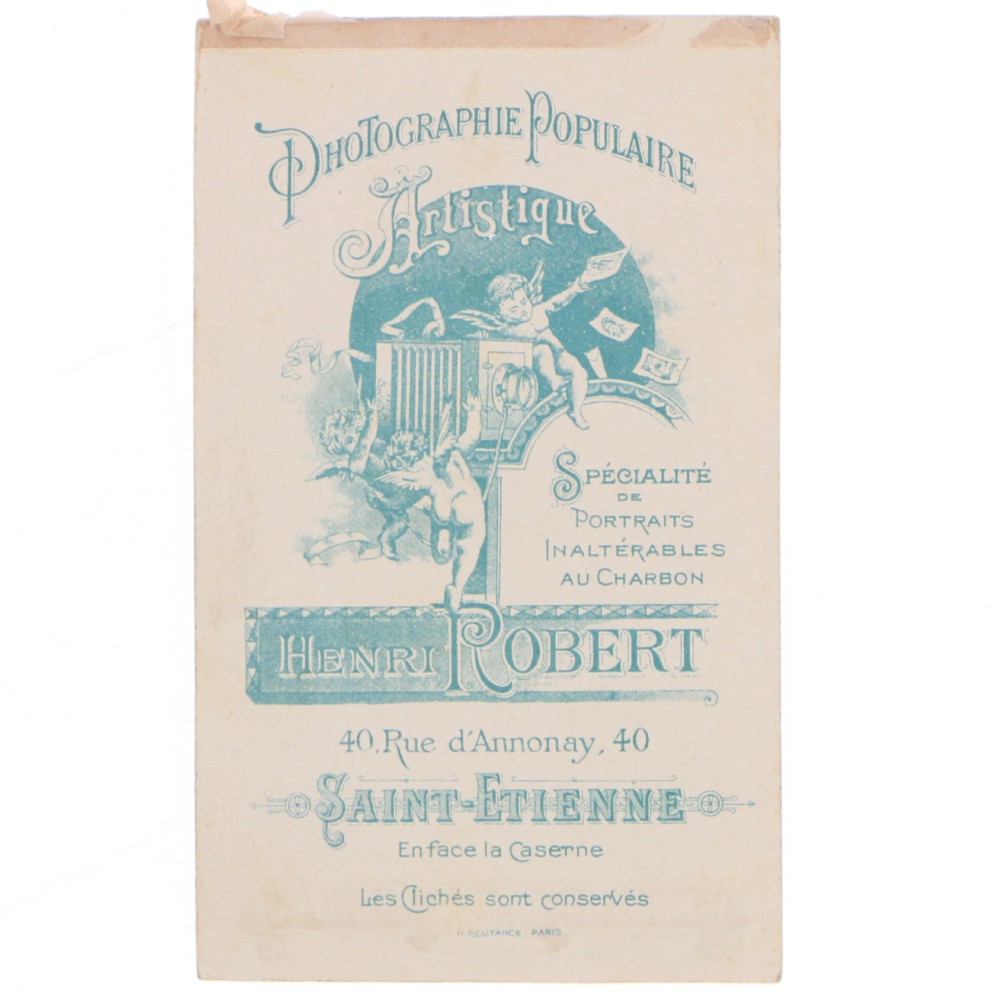 PHOTOGRAPHIE POPULAIRE
Artistique
SPÉCIALITÉ
DE
PORTRAITS
INALTÉRABLES
AU CHARBON
HENRI ROBERT
40, Rue d'Annonay, 40
SAINT-ETIENNE
En face la Caserne
Les Clichés sont conservés
PARIS.